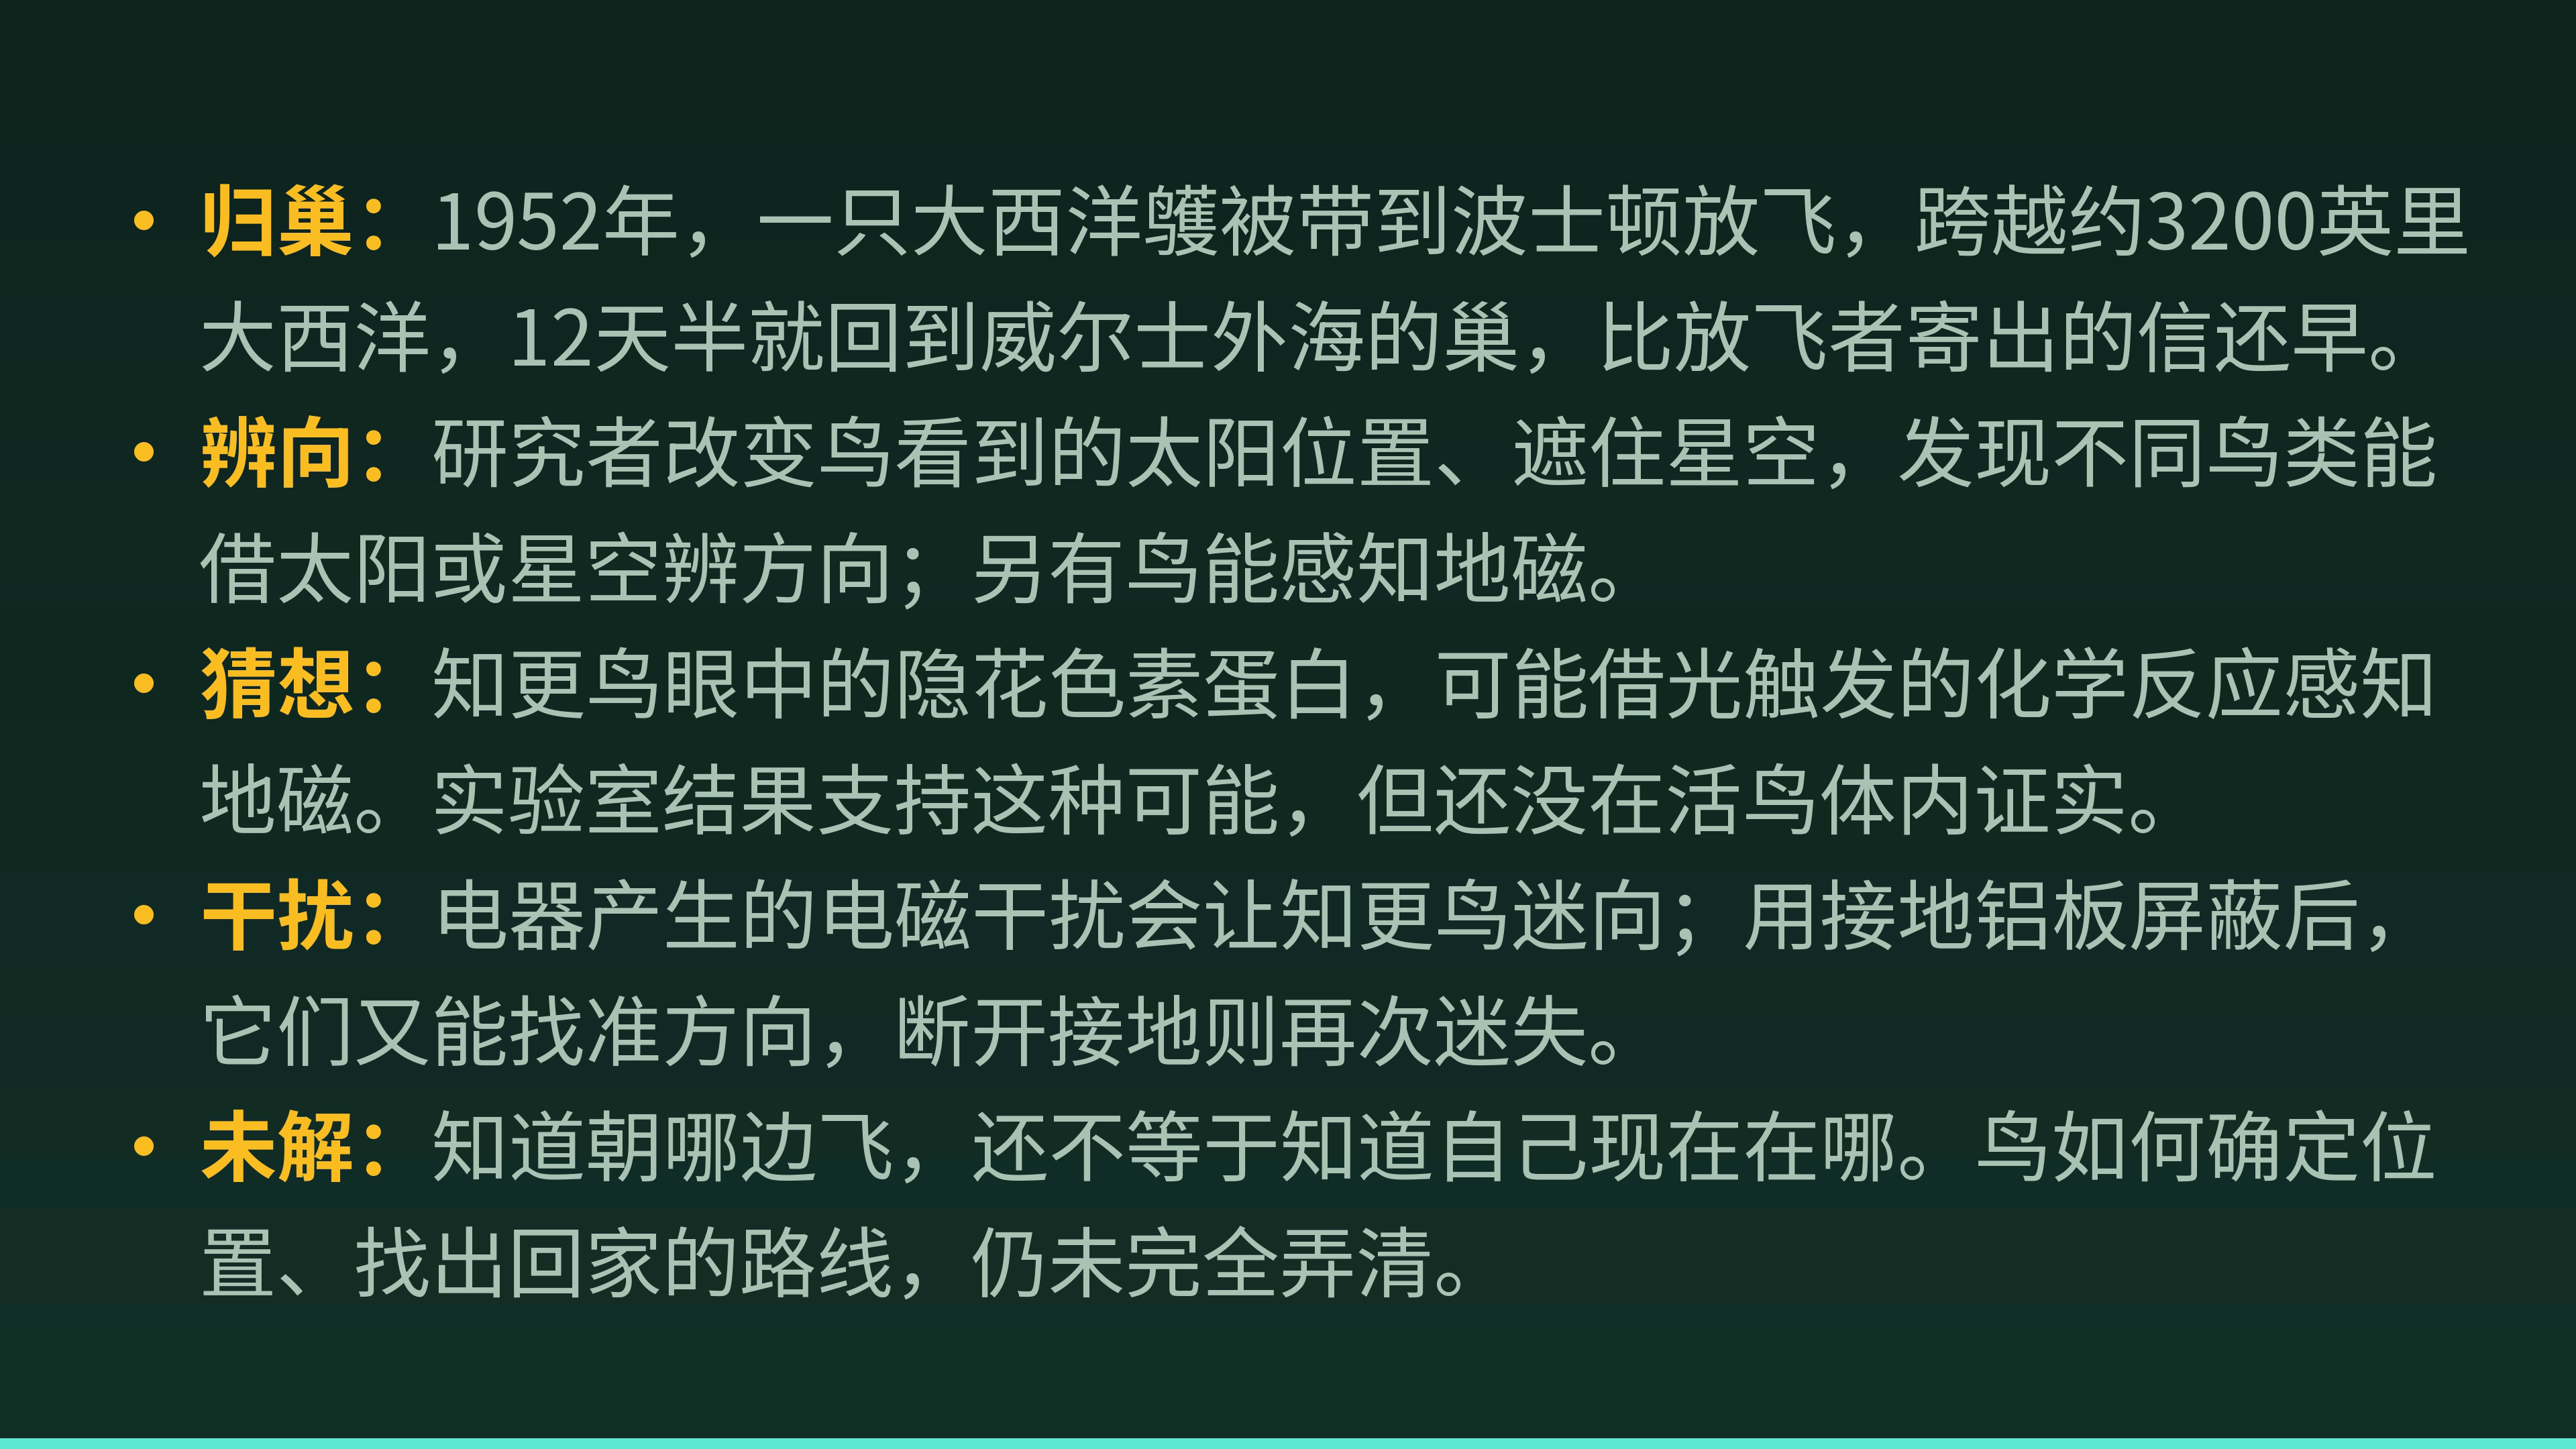 • 归巢：1952年，一只大西洋鹱被带到波士顿放飞，跨越约3200英里
大西洋，12天半就回到威尔士外海的巢，比放飞者寄出的信还早。
• 辨向：研究者改变鸟看到的太阳位置、遮住星空，发现不同鸟类能
借太阳或星空辨方向；另有鸟能感知地磁。
• 猜想：知更鸟眼中的隐花色素蛋白，可能借光触发的化学反应感知
地磁。实验室结果支持这种可能，但还没在活鸟体内证实。
• 干扰：电器产生的电磁干扰会让知更鸟迷向；用接地铝板屏蔽后，
它们又能找准方向，断开接地则再次迷失。
• 未解：知道朝哪边飞，还不等于知道自己现在在哪。鸟如何确定位
置、找出回家的路线，仍未完全弄清。